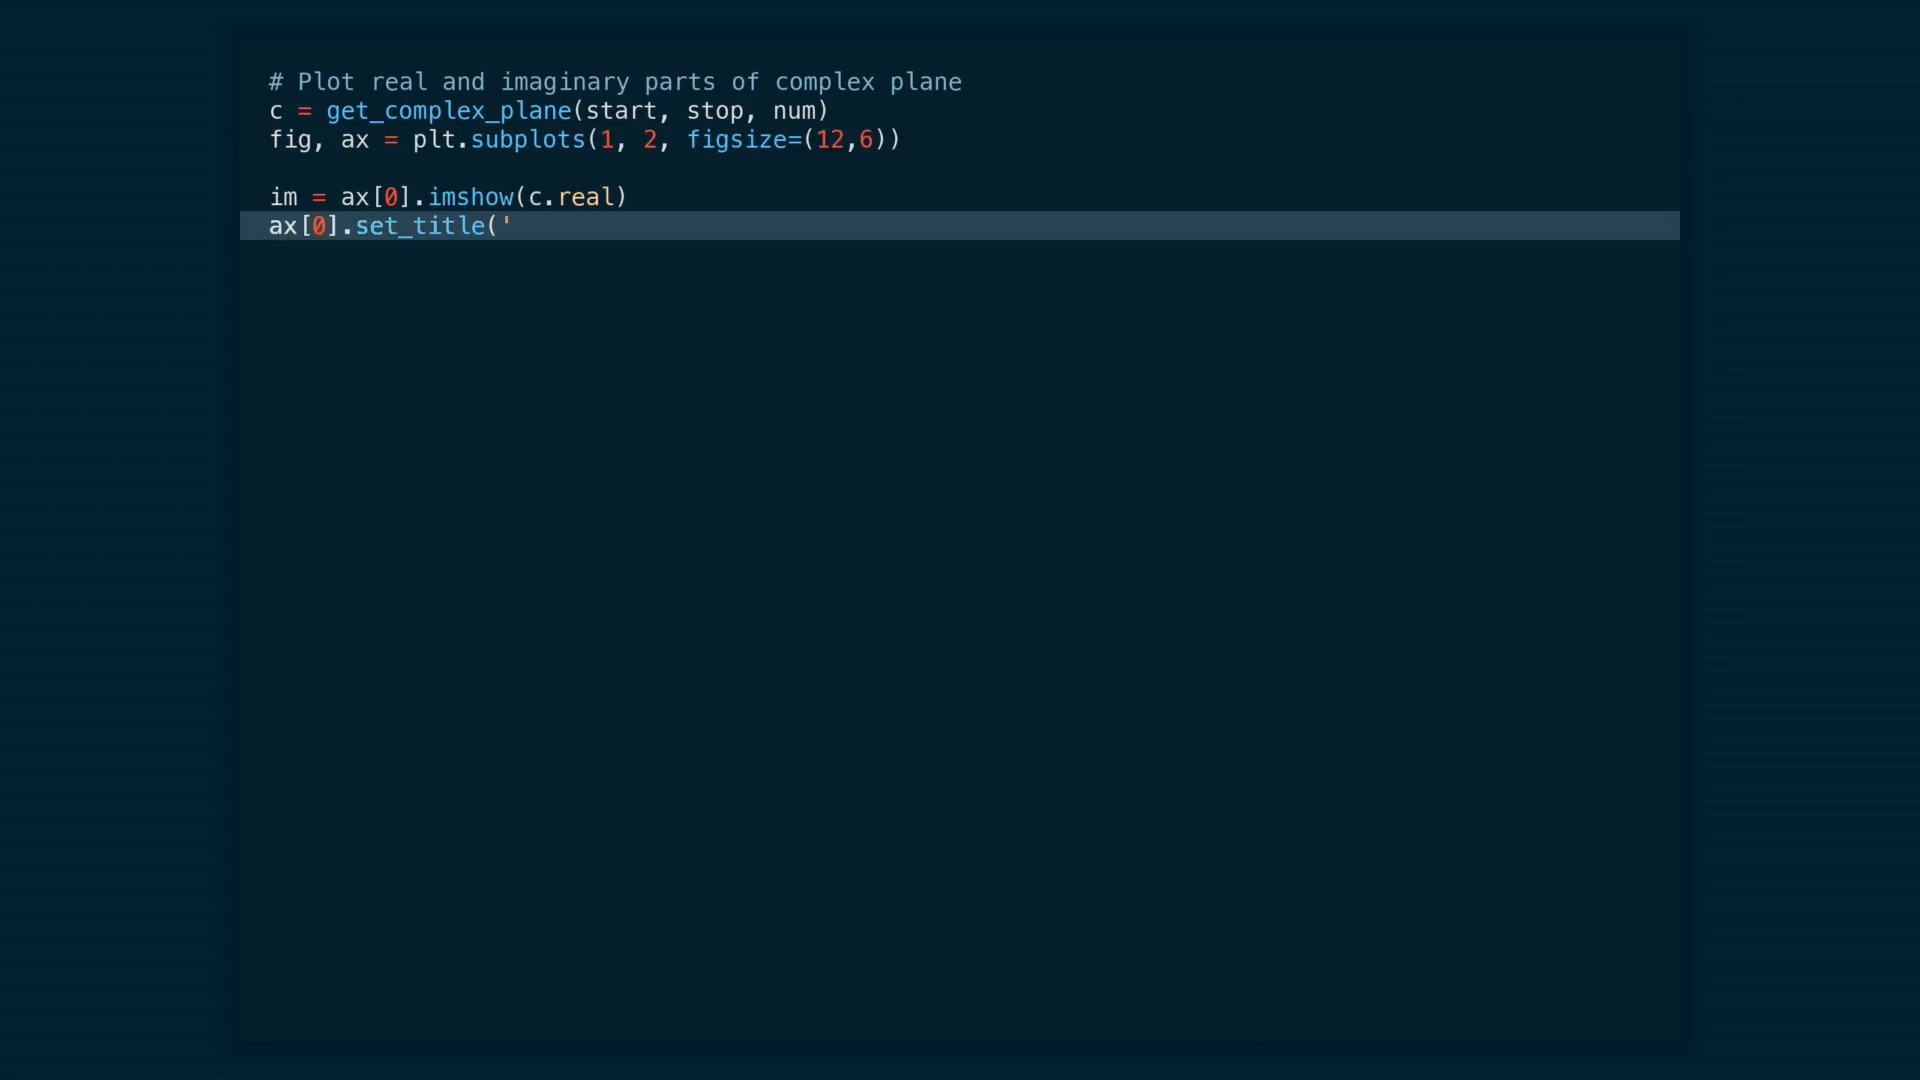 # Plot real and imaginary parts of complex plane
c = get_complex_plane(start, stop, num)
fig, ax = plt.subplots(1, 2, figsize=(12,6))
im = ax[0].imshow(c.real)
ax[0].set_title('